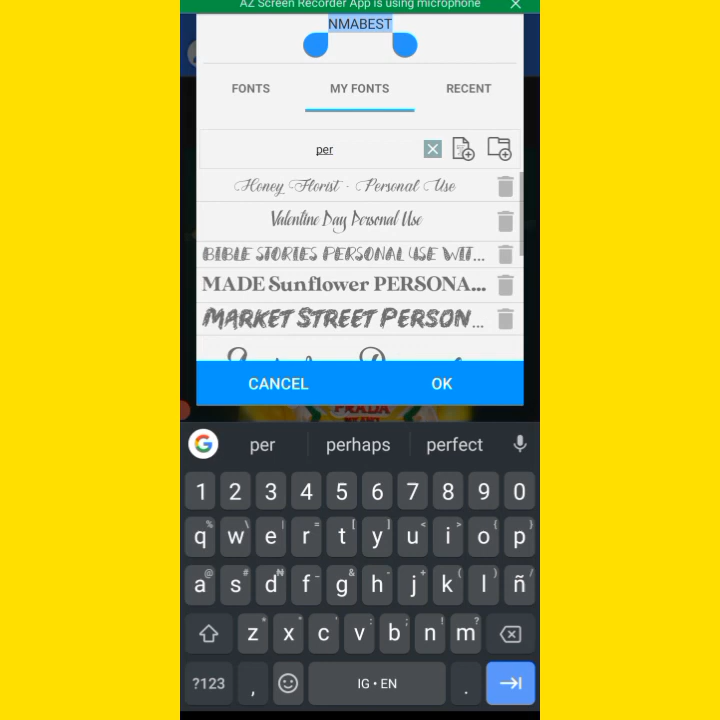 AZ Screen Recorder App is using microphone
NMABEST
FONTS MY FONTS RECENT
per
Honey Florist - Personal Use
Valentine Day Personal Use
BIBLE STORIES PERSONAL USE WIT...
MADE Sunflower PERSONA...
MARKET STREET PERSON...
CANCEL OK
PRADA
per perhaps perfect
1 2 3 4 5 6 7 8 9 0
% \ | = [ ] < > { }
q w e r t y u i o p
@ # ₦ _ & - + ( ) /
a s d f g h j k l ñ
* " ' : ; ! ?
z x c v b n m
?123 , IG • EN .